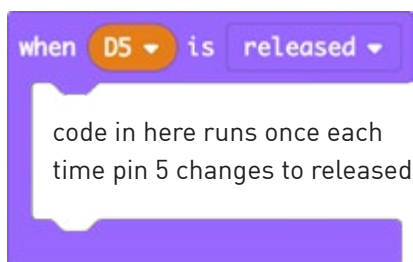 when D5 is released
code in here runs once each
time pin 5 changes to released